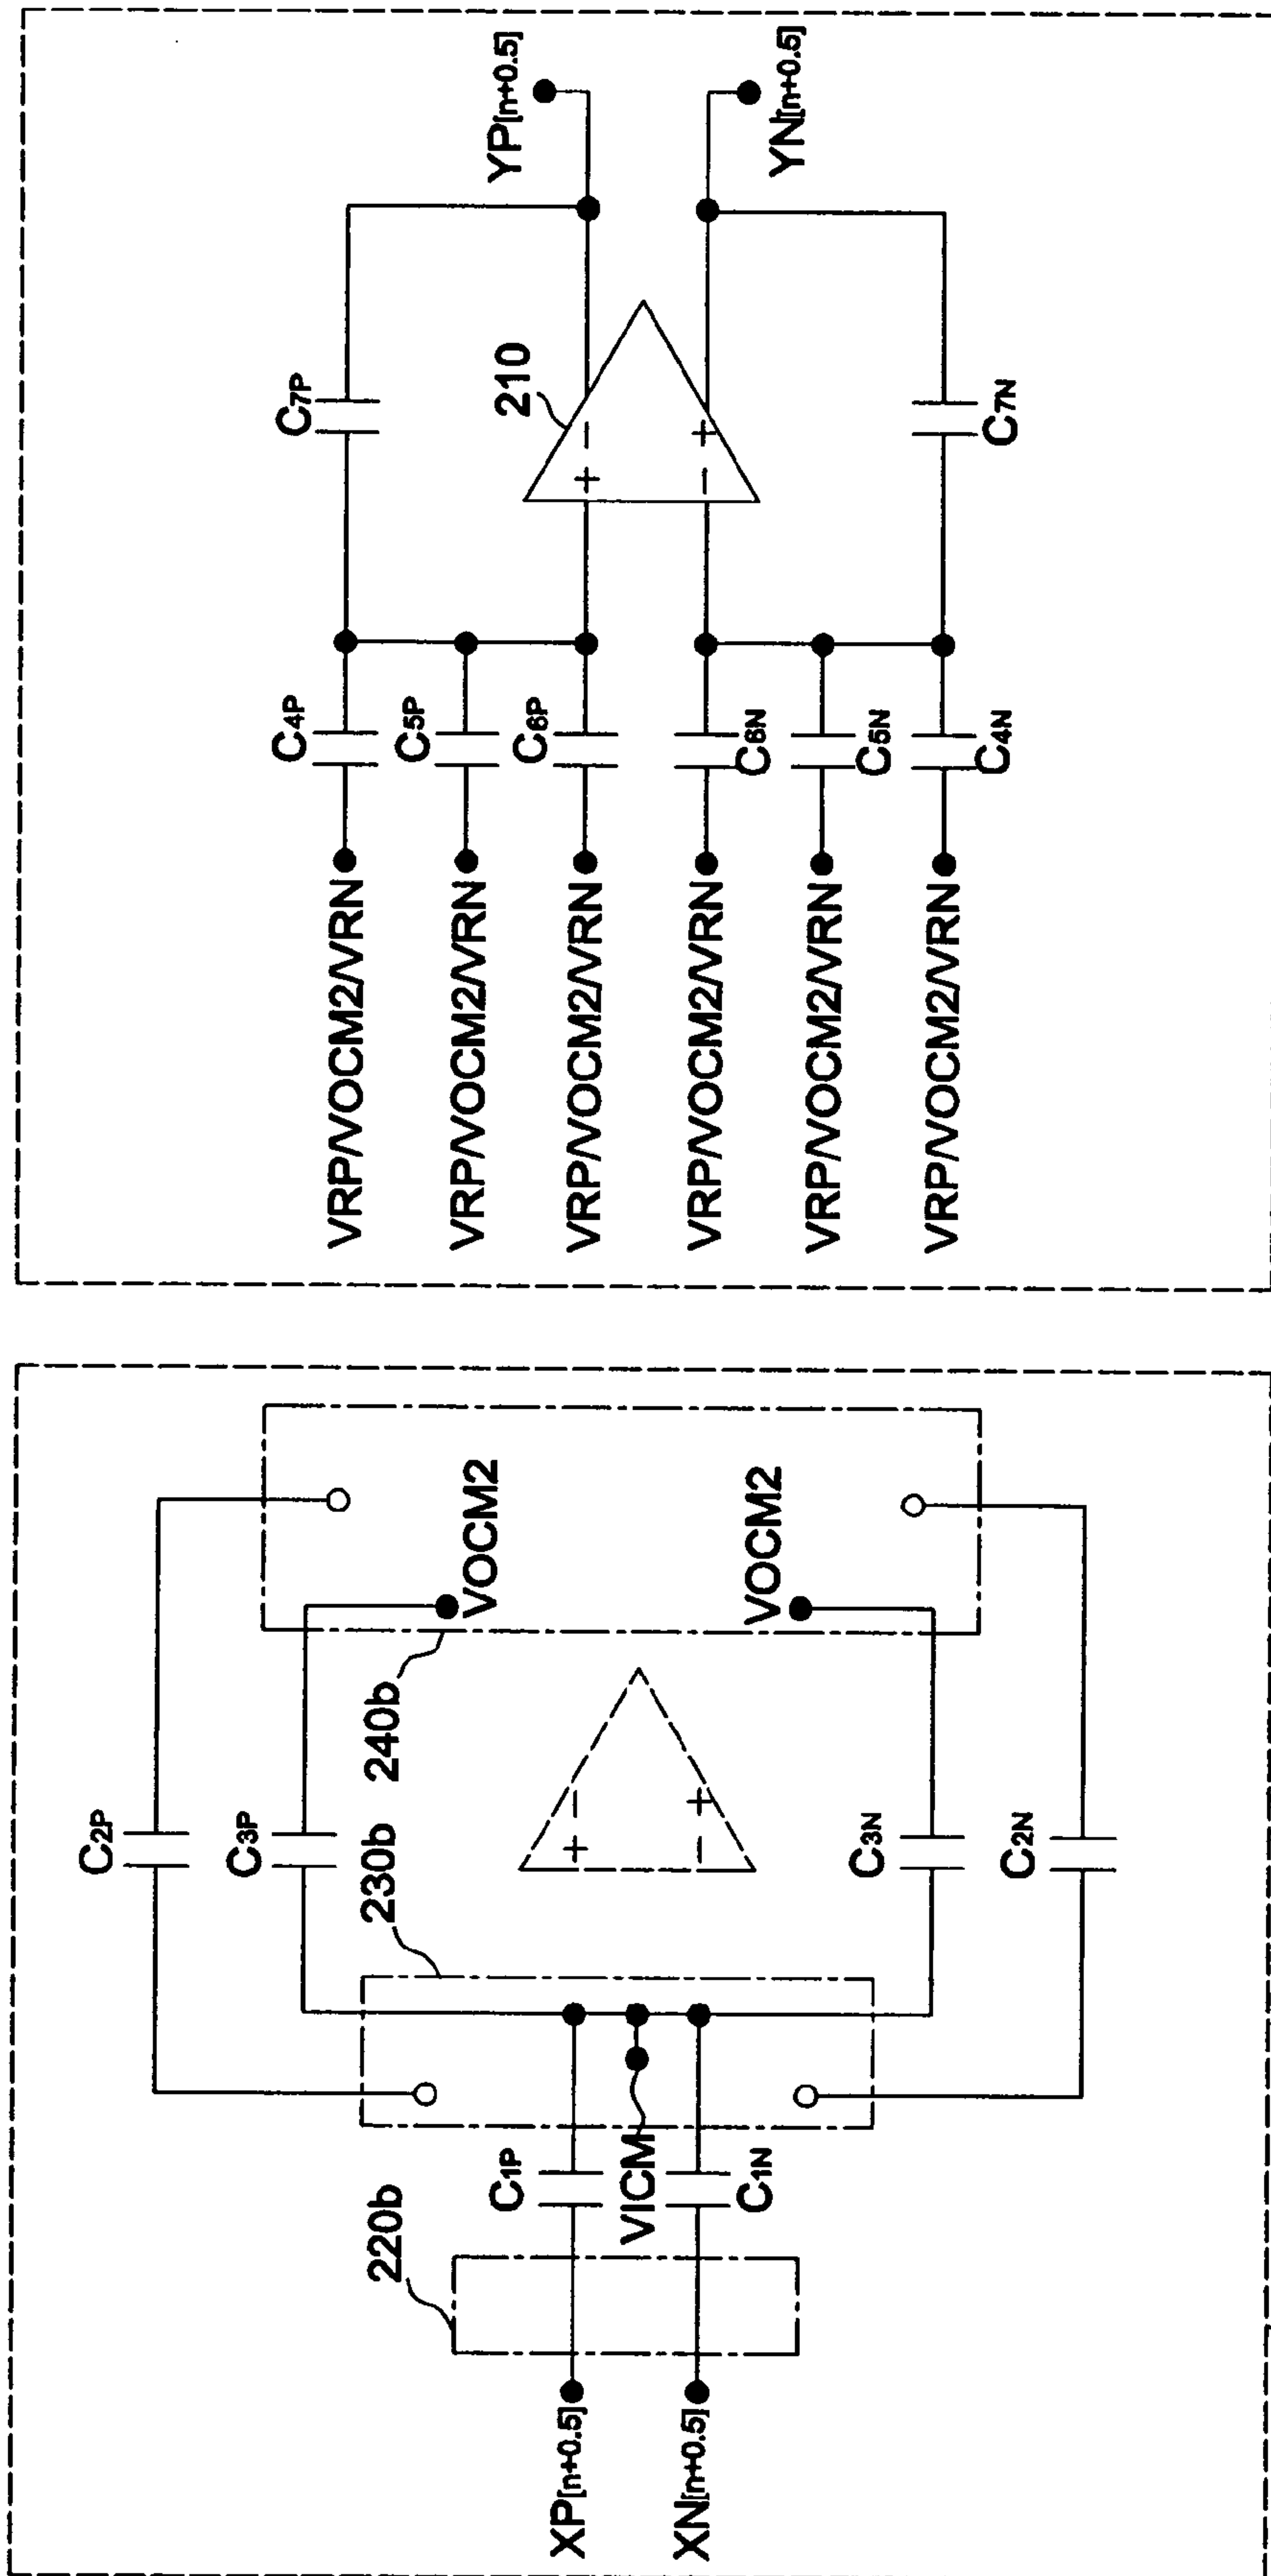 C2P
C3P
240b
VOCM2
230b
220b
C1P
XP[n+0.5]
VICM
XN[n+0.5]
C1N
+ −
− +
VOCM2
C3N
C2N
C7P
C4P
VRP/VOCM2/VRN
C5P
VRP/VOCM2/VRN
C6P
VRP/VOCM2/VRN
210
YP[n+0.5]
+ −
− +
YN[n+0.5]
VRP/VOCM2/VRN
C6N
VRP/VOCM2/VRN
C5N
VRP/VOCM2/VRN
C4N
C7N